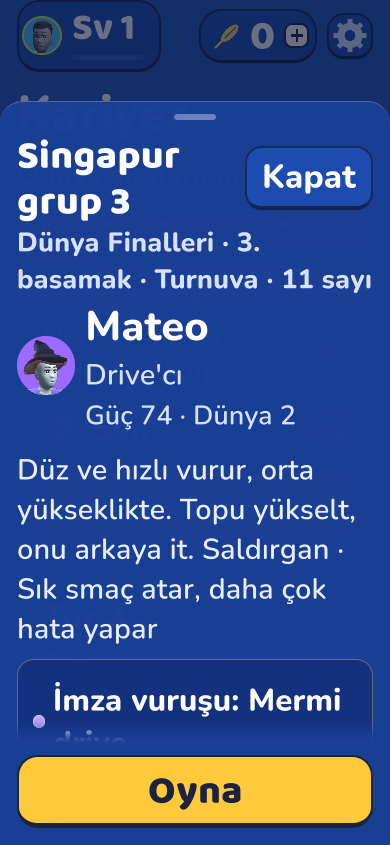 Sv 1
0
Kariyer
Singapur
grup 3
Kapat
Dünya Finalleri · 3.
basamak · Turnuva · 11 sayı
Mateo
Drive'cı
Güç 74 · Dünya 2
Düz ve hızlı vurur, orta
yükseklikte. Topu yükselt,
onu arkaya it. Saldırgan ·
Sık smaç atar, daha çok
hata yapar
İmza vuruşu: Mermi
drive
Oyna